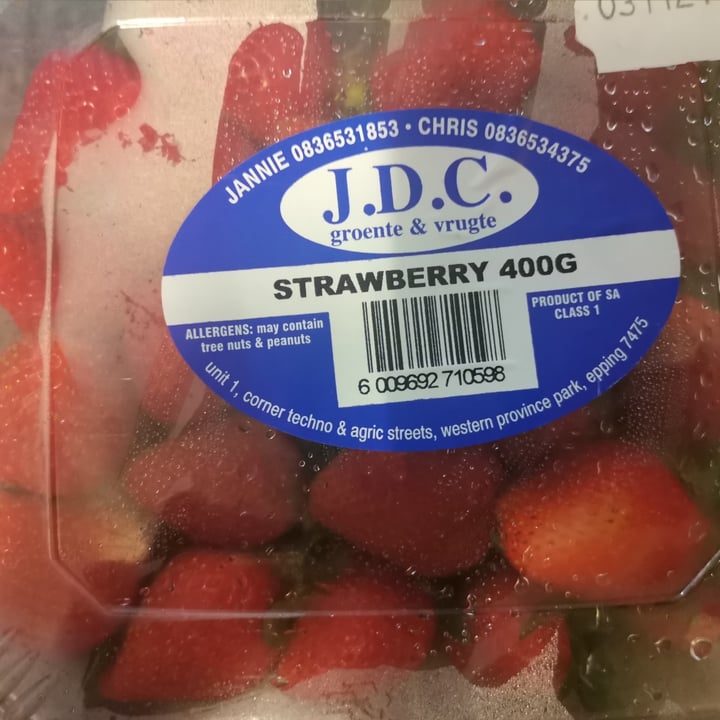 JANNIE 0836531853 • CHRIS 0836534375
J.D.C.
groente & vrugte
STRAWBERRY 400G
ALLERGENS: may contain
tree nuts & peanuts
PRODUCT OF SA
CLASS 1
6 009692 710598
unit 1, corner techno & agric streets, western province park, epping 7475